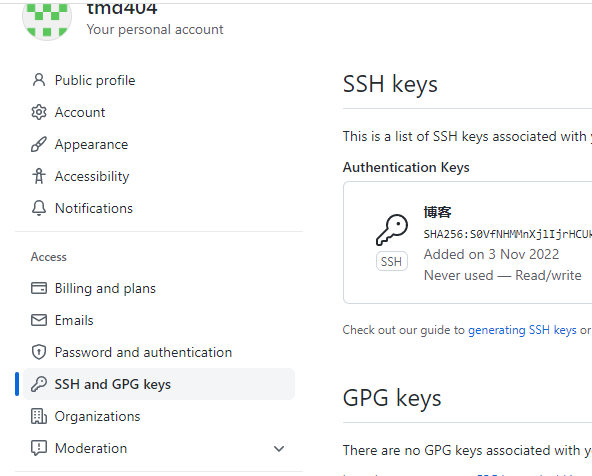 tmd404
Your personal account
Public profile
Account
Appearance
Accessibility
Notifications
Access
Billing and plans
Emails
Password and authentication
SSH and GPG keys
Organizations
Moderation
SSH keys
This is a list of SSH keys associated with
Authentication Keys
博客
SHA256:S0VfNHMMnXjlIjrHCUk
SSH
Added on 3 Nov 2022
Never used — Read/write
Check out our guide to generating SSH keys or
GPG keys
There are no GPG keys associated with